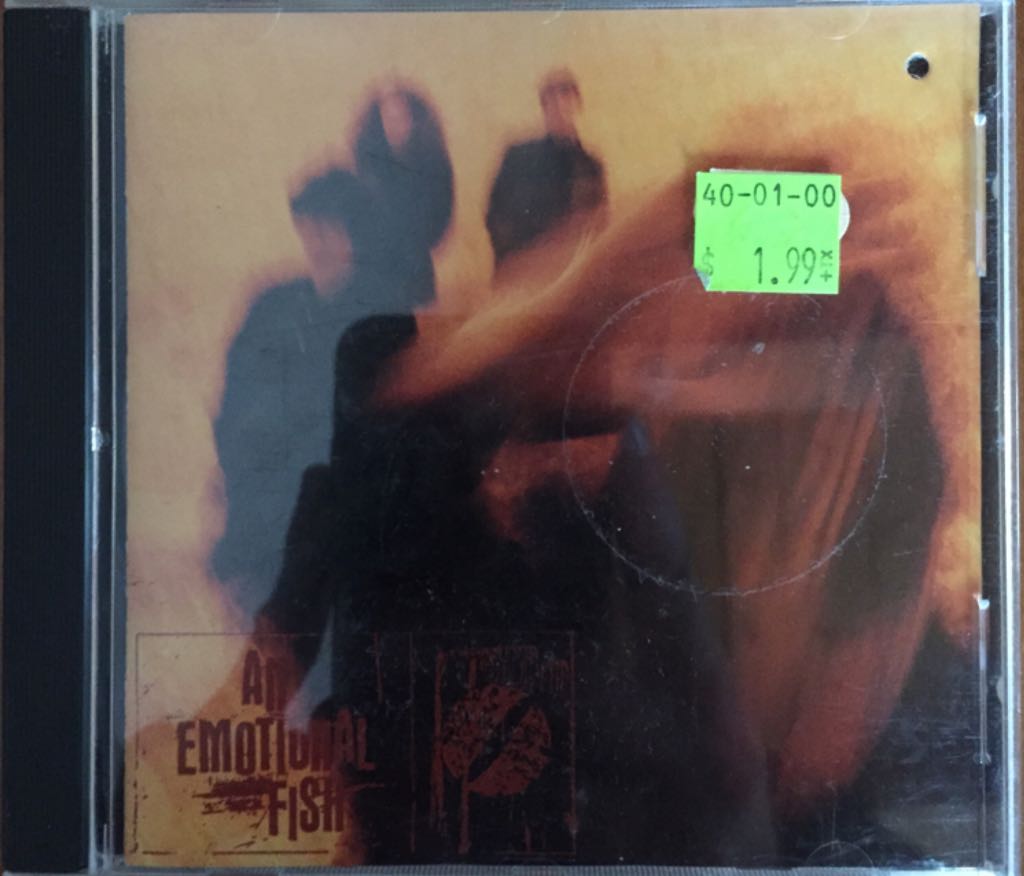 40-01-00
$ 1.99
AN
EMOTIONAL
FISH